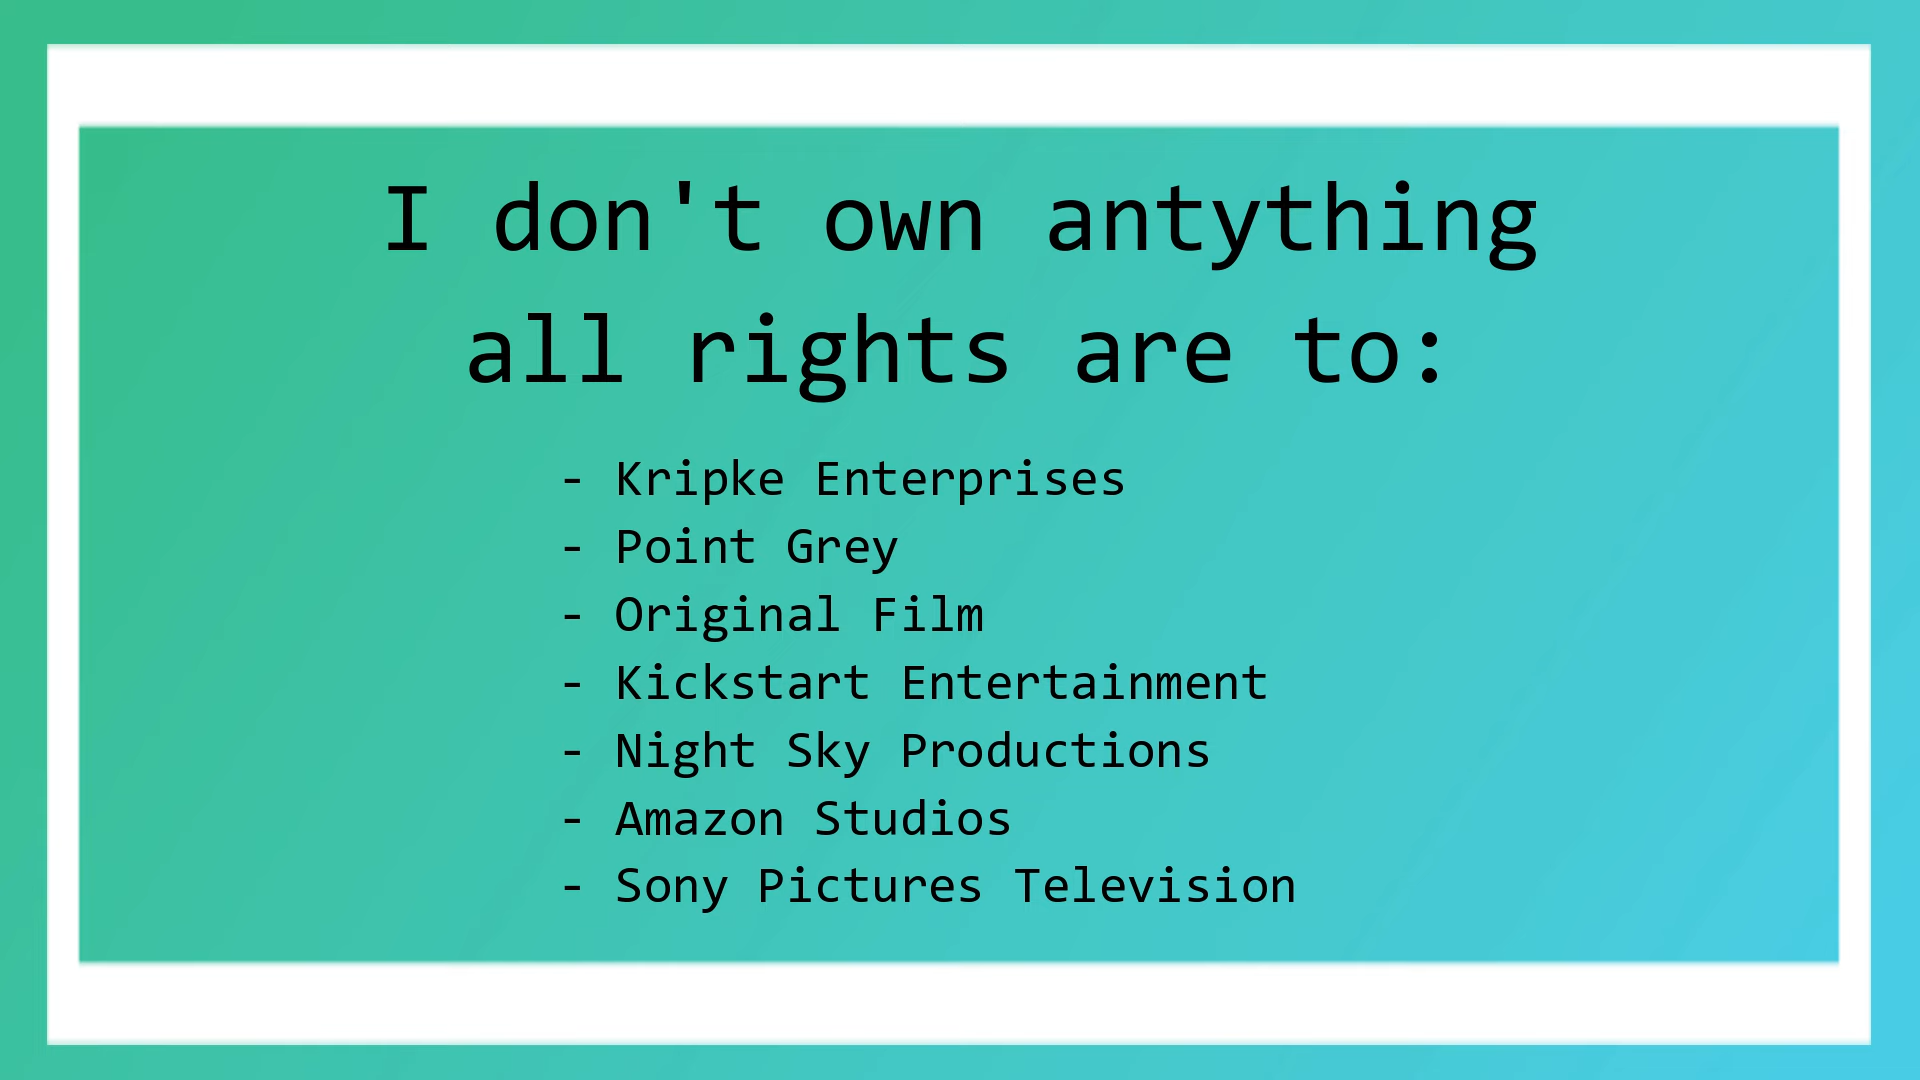 I don't own antything
all rights are to:
- Kripke Enterprises
- Point Grey
- Original Film
- Kickstart Entertainment
- Night Sky Productions
- Amazon Studios
- Sony Pictures Television